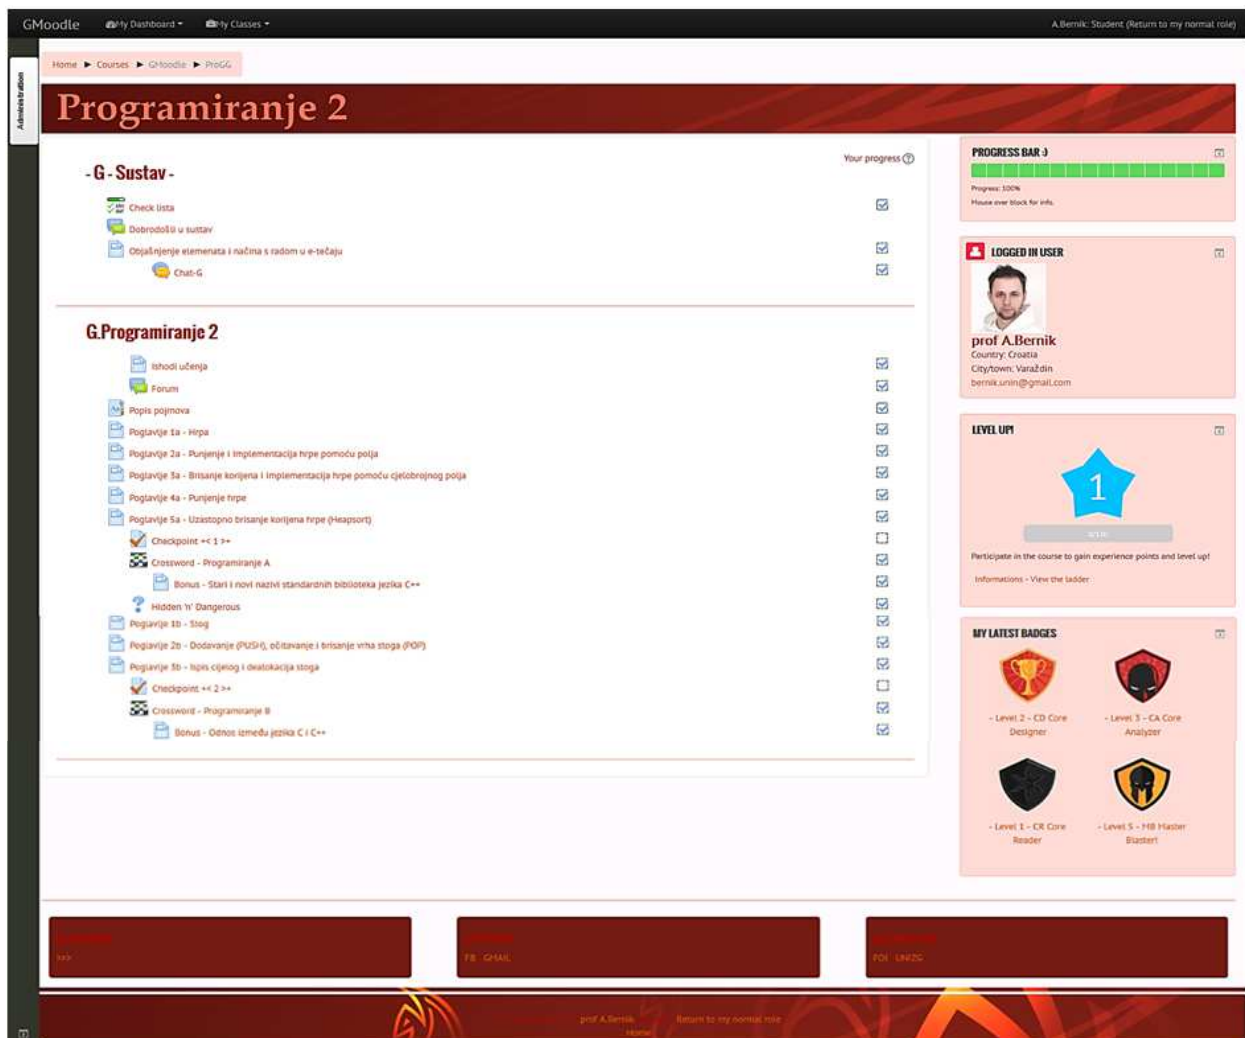 GMoodle My Dashboard My Classes A.Bernik: Student (Return to my normal role)
Administration
Home ► Courses ► GMoodle ► ProGG
Programiranje 2
Your progress
- G - Sustav -
Check lista
Dobrodošli u sustav
Objašnjenje elemenata i načina s radom u e-tečaju
Chat-G
G.Programiranje 2
Ishodi učenja
Forum
Popis pojmova
Poglavlje 1a - Hrpa
Poglavlje 2a - Punjenje i implementacija hrpe pomoću polja
Poglavlje 3a - Brisanje korijena i implementacija hrpe pomoću cjelobrojnog polja
Poglavlje 4a - Punjenje hrpe
Poglavlje 5a - Uzastopno brisanje korijena hrpe (Heapsort)
Checkpoint +< 1 >+
Crossword - Programiranje A
Bonus - Stari i novi nazivi standardnih biblioteka jezika C++
Hidden 'n' Dangerous
Poglavlje 1b - Stog
Poglavlje 2b - Dodavanje (PUSH), očitavanje i brisanje vrha stoga (POP)
Poglavlje 3b - Ispis cijelog i dealokacija stoga
Checkpoint +< 2 >+
Crossword - Programiranje B
Bonus - Odnos između jezika C i C++
PROGRESS BAR :)
Progress: 100%
Mouse over block for info.
LOGGED IN USER
prof A.Bernik
Country: Croatia
City/town: Varaždin
bernik.unin@gmail.com
LEVEL UP!
1
Participate in the course to gain experience points and level up!
Informations - View the ladder
MY LATEST BADGES
- Level 2 - CD Core
Designer
- Level 3 - CA Core
Analyzer
- Level 1 - CR Core
Reader
- Level 5 - MB Master
Blaster!
>>>
FB GMAIL
FOI UNIZG
prof A.Bernik Return to my normal role
Home